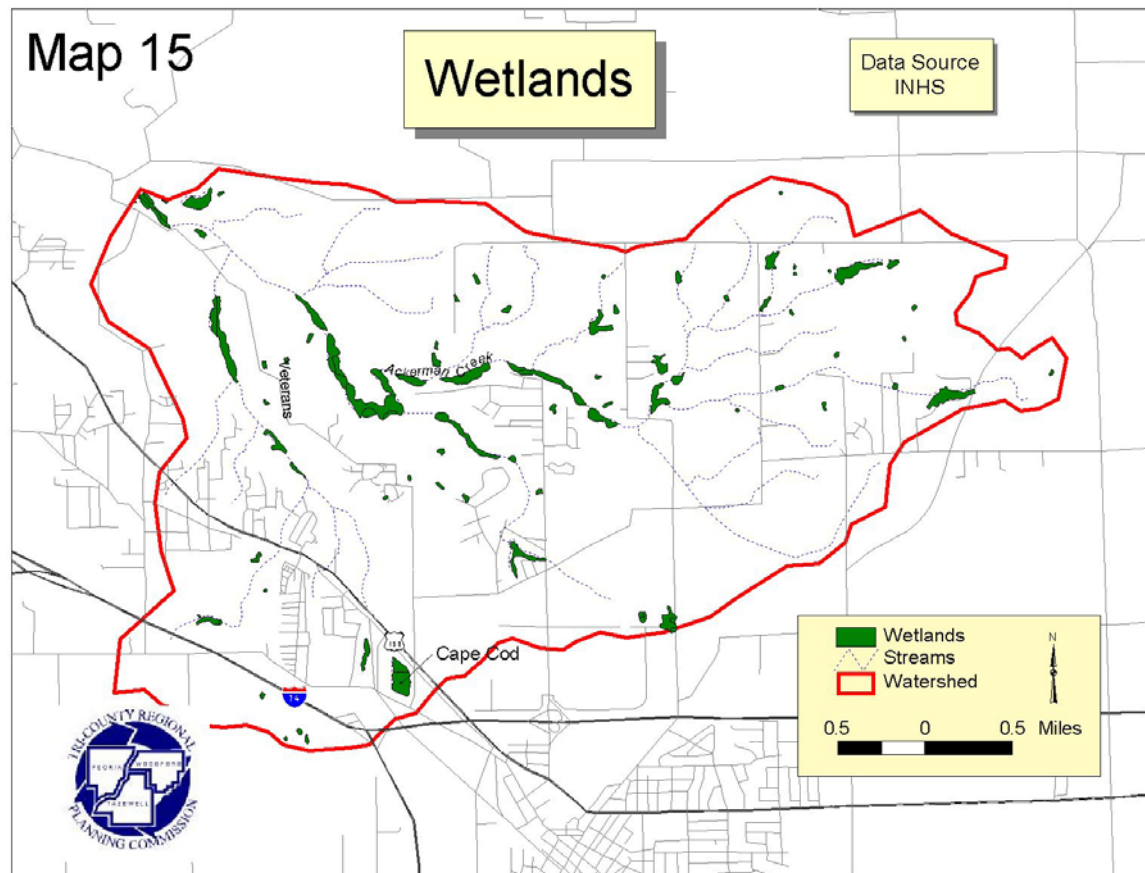 Map 15
Wetlands
Data Source
INHS
Ackerman Creek
Veterans
Cape Cod
74
Wetlands
Streams
Watershed
N
0.5 0 0.5 Miles
TRI-COUNTY REGIONAL
PEORIA WOODFORD
TAZEWELL
PLANNING COMMISSION